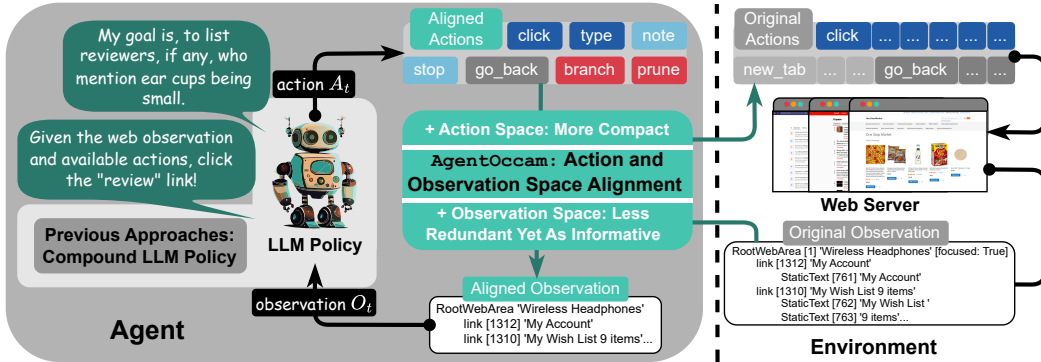 My goal is, to list
reviewers, if any, who
mention ear cups being
small.
Given the web observation
and available actions, click
the "review" link!
Previous Approaches:
Compound LLM Policy
Agent
action A_t
LLM Policy
observation O_t
Aligned
Actions
click
type
note
stop
go_back
branch
prune
+ Action Space: More Compact
AgentOccam: Action and
Observation Space Alignment
+ Observation Space: Less
Redundant Yet As Informative
Aligned Observation
RootWebArea 'Wireless Headphones'
link [1312] 'My Account'
link [1310] 'My Wish List 9 items'...
Original
Actions
click
...
...
...
...
...
new_tab
...
...
go_back
...
...
One Stop Market
Web Server
Original Observation
RootWebArea [1] 'Wireless Headphones' [focused: True]
link [1312] 'My Account'
StaticText [761] 'My Account'
link [1310] 'My Wish List 9 items'
StaticText [762] 'My Wish List '
StaticText [763] '9 items'...
Environment